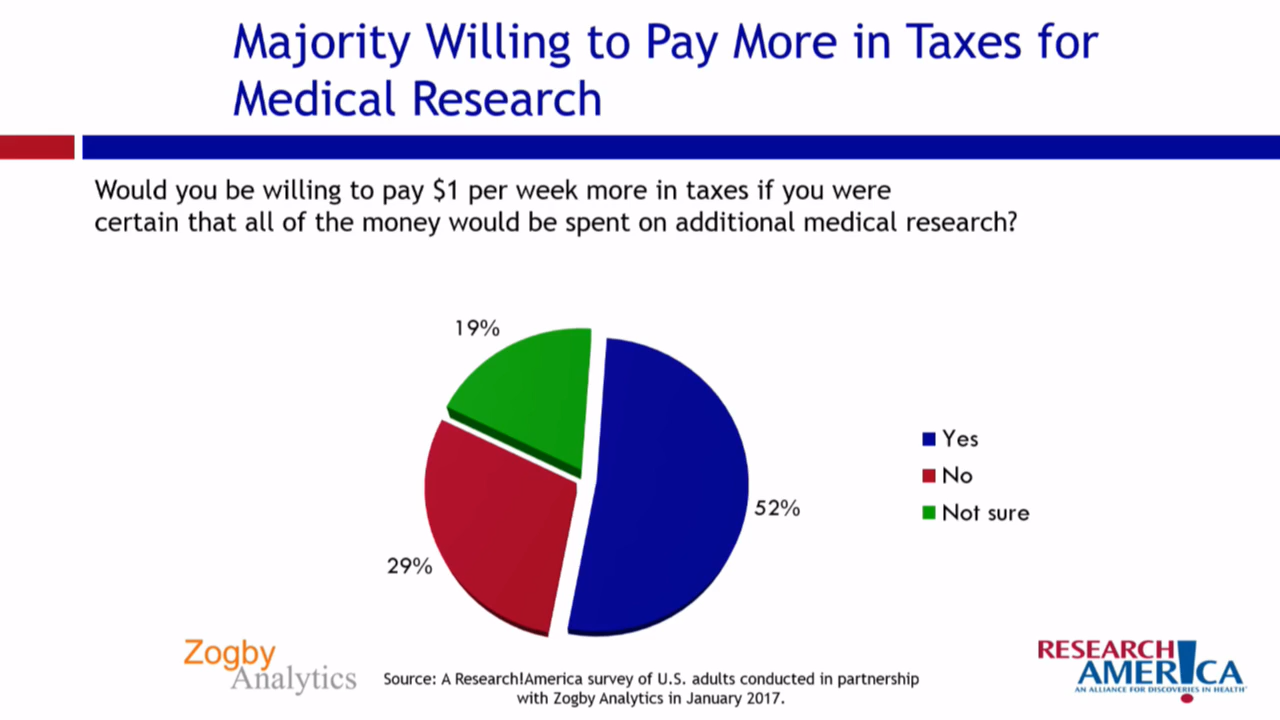 Majority Willing to Pay More in Taxes for
Medical Research
Would you be willing to pay $1 per week more in taxes if you were
certain that all of the money would be spent on additional medical research?
19%
52%
29%
Yes
No
Not sure
Zogby
Analytics
Source: A Research!America survey of U.S. adults conducted in partnership
with Zogby Analytics in January 2017.
RESEARCH!
AMERICA
AN ALLIANCE FOR DISCOVERIES IN HEALTH